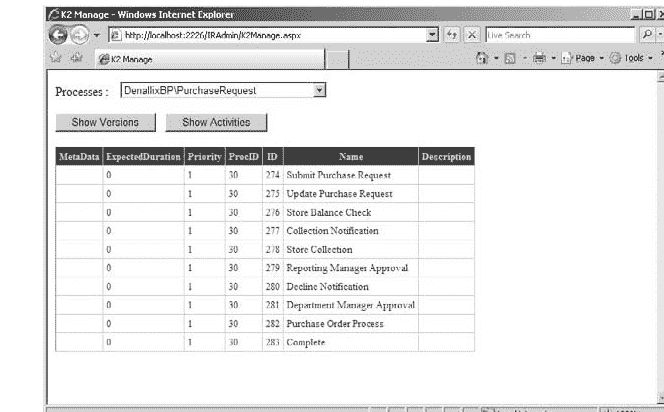 K2 Manage - Windows Internet Explorer
http://localhost:2226/IRAdmin/K2Manage.aspx Live Search
K2 Manage Page Tools
Processes : DenallixBP\PurchaseRequest
Show Versions Show Activities
MetaData ExpectedDuration Priority ProcID ID Name Description
0 1 30 274 Submit Purchase Request
0 1 30 275 Update Purchase Request
0 1 30 276 Store Balance Check
0 1 30 277 Collection Notification
0 1 30 278 Store Collection
0 1 30 279 Reporting Manager Approval
0 1 30 280 Decline Notification
0 1 30 281 Department Manager Approval
0 1 30 282 Purchase Order Process
0 1 30 283 Complete